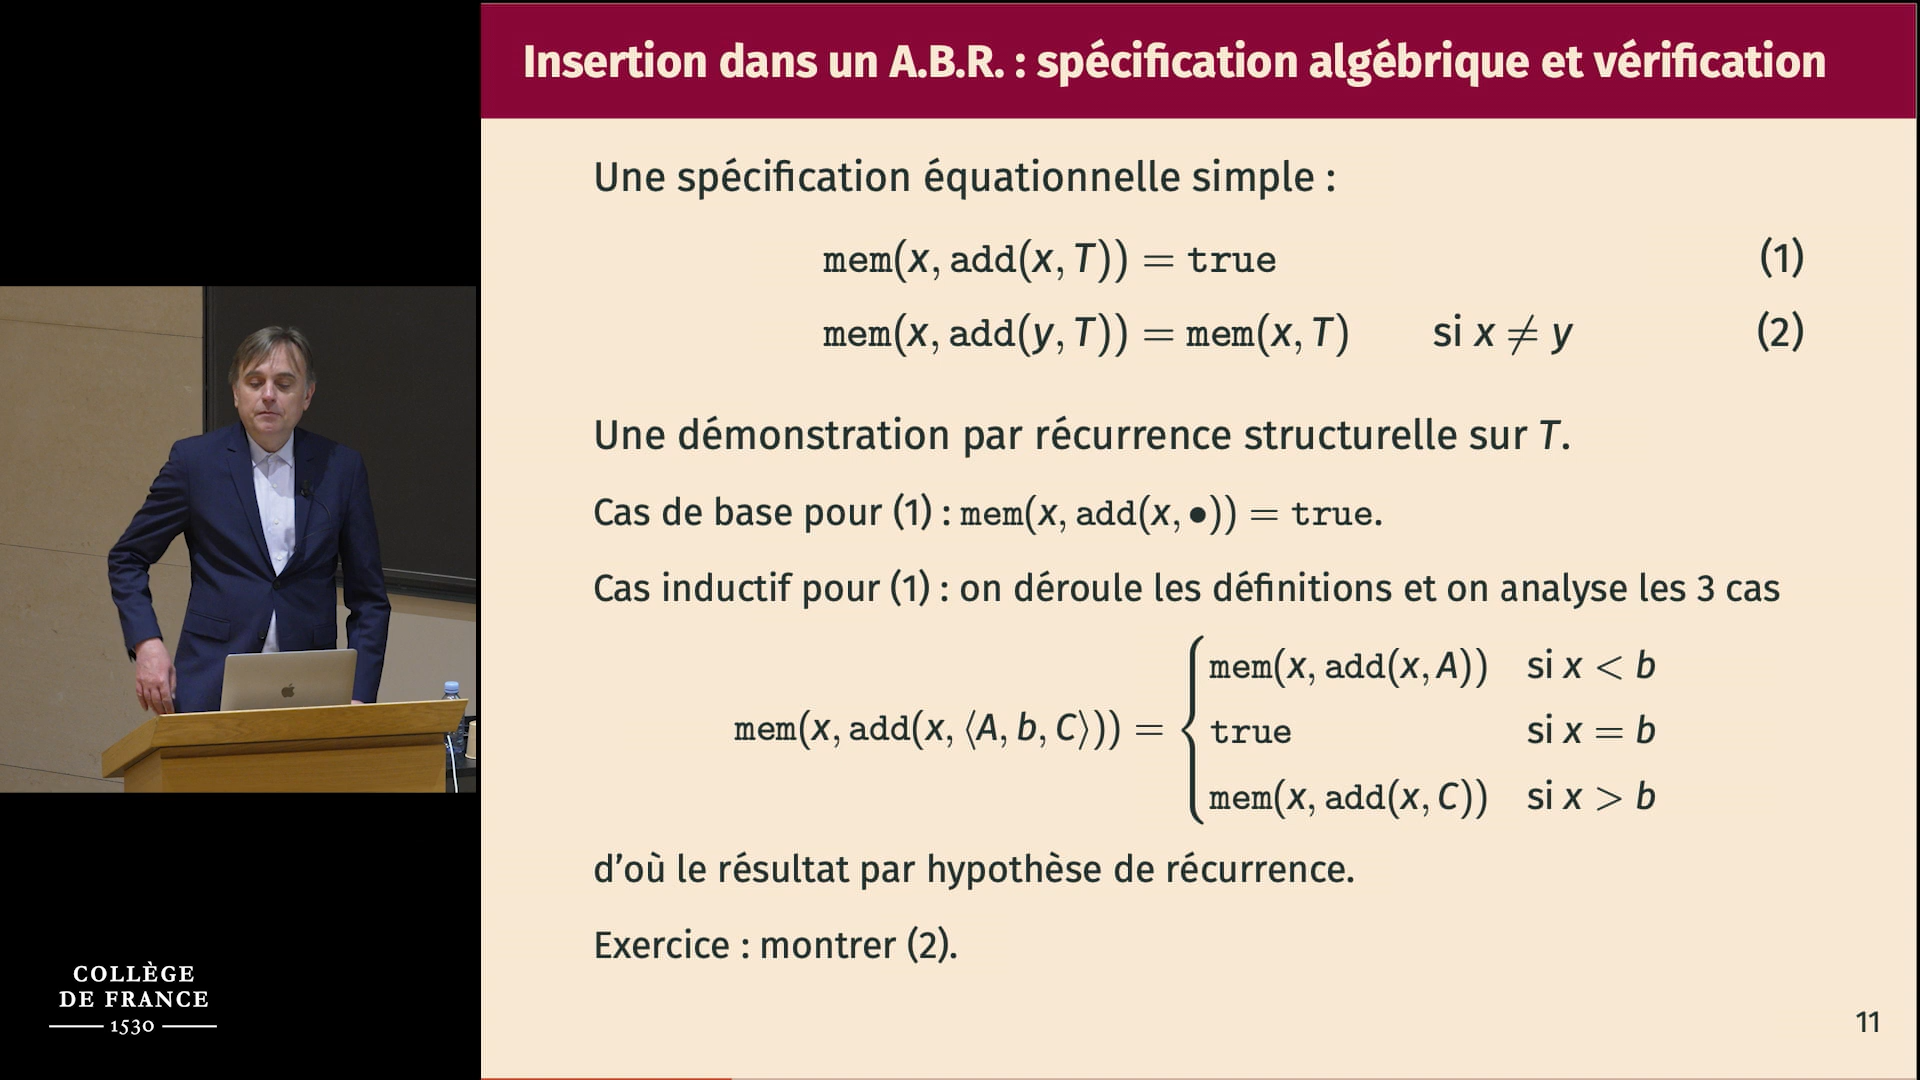 Insertion dans un A.B.R. : spécification algébrique et vérification
Une spécification équationnelle simple :
mem(x, add(x, T)) = true (1)
mem(x, add(y, T)) = mem(x, T) si x ≠ y (2)
Une démonstration par récurrence structurelle sur T.
Cas de base pour (1) : mem(x, add(x, •)) = true.
Cas inductif pour (1) : on déroule les définitions et on analyse les 3 cas
mem(x, add(x, ⟨A, b, C⟩)) =
mem(x, add(x, A)) si x < b
true si x = b
mem(x, add(x, C)) si x > b
d’où le résultat par hypothèse de récurrence.
Exercice : montrer (2).
11
COLLÈGE
DE FRANCE
1530